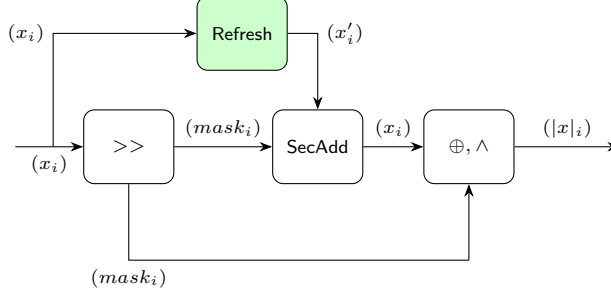 (x_i) Refresh (x'_i)
(mask_i) (x_i) (|x|_i)
(x_i) >> SecAdd ⊕, ∧
(mask_i)